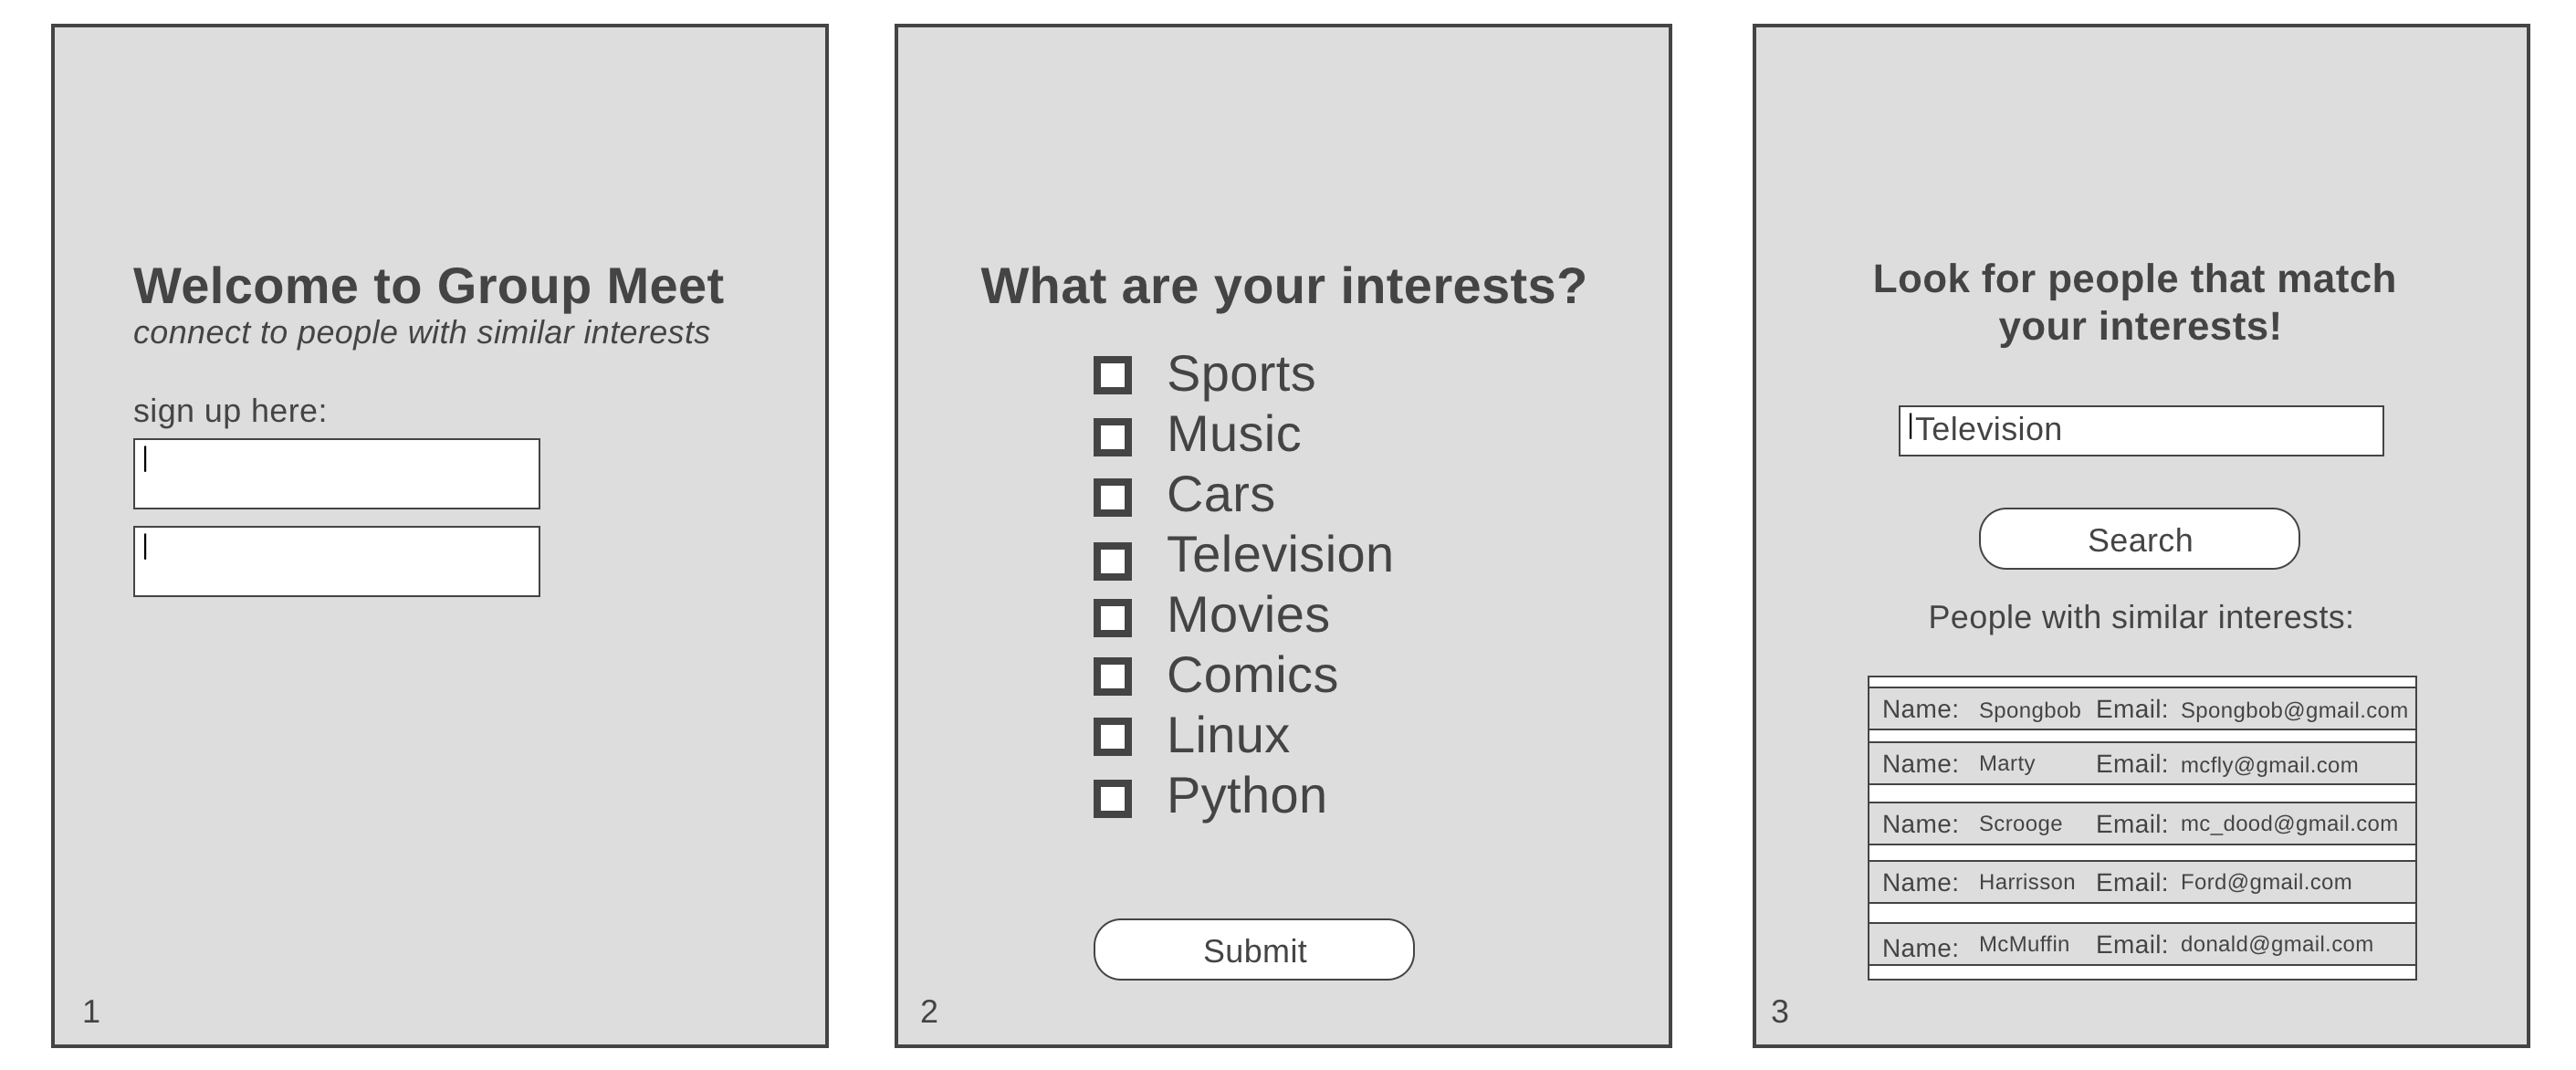 Welcome to Group Meet
connect to people with similar interests
sign up here:
1
What are your interests?
Sports
Music
Cars
Television
Movies
Comics
Linux
Python
Submit
2
Look for people that match
your interests!
Television
Search
People with similar interests:
Name: Spongbob Email: Spongbob@gmail.com
Name: Marty Email: mcfly@gmail.com
Name: Scrooge Email: mc_dood@gmail.com
Name: Harrisson Email: Ford@gmail.com
Name: McMuffin Email: donald@gmail.com
3